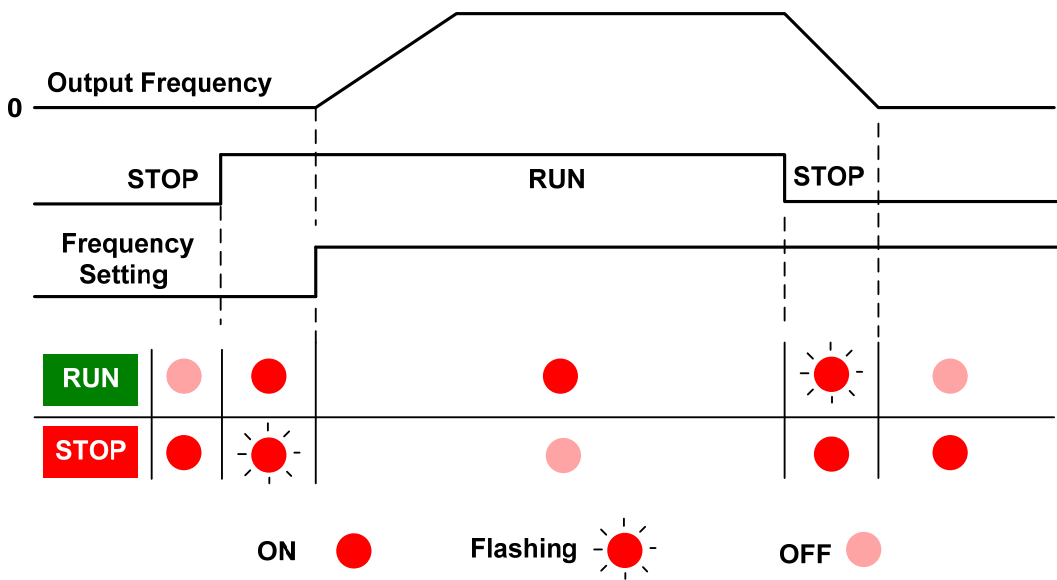 Output Frequency
0
STOP
RUN
STOP
Frequency
Setting
RUN
STOP
ON
Flashing
OFF